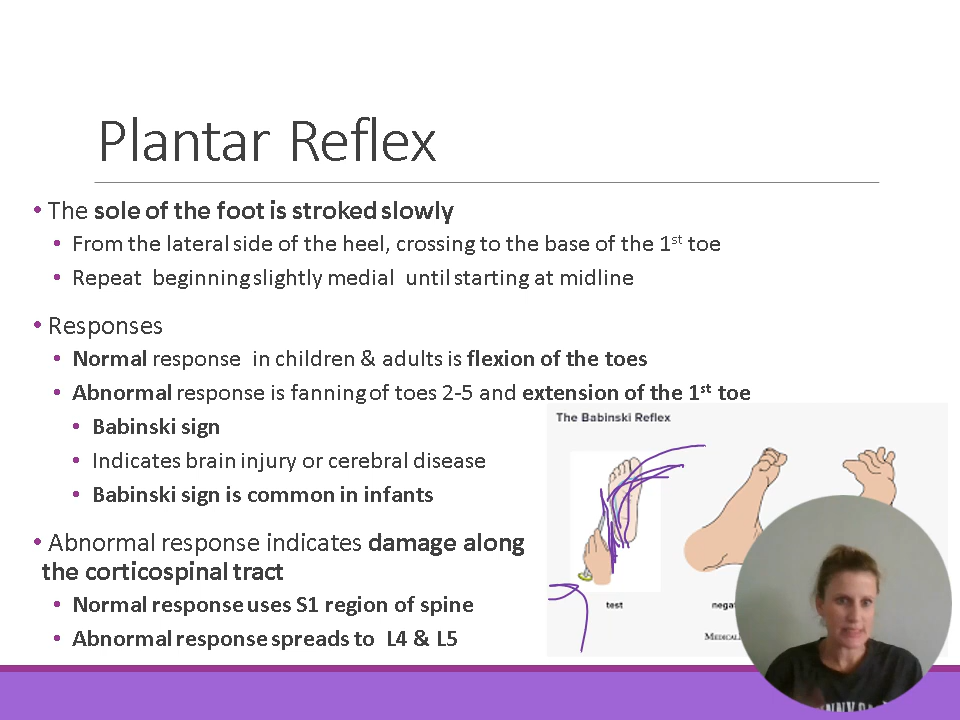 Plantar Reflex
• The sole of the foot is stroked slowly
• From the lateral side of the heel, crossing to the base of the 1st toe
• Repeat beginning slightly medial until starting at midline
• Responses
• Normal response in children & adults is flexion of the toes
• Abnormal response is fanning of toes 2-5 and extension of the 1st toe
• Babinski sign
• Indicates brain injury or cerebral disease
• Babinski sign is common in infants
• Abnormal response indicates damage along
the corticospinal tract
• Normal response uses S1 region of spine
• Abnormal response spreads to L4 & L5
The Babinski Reflex
test